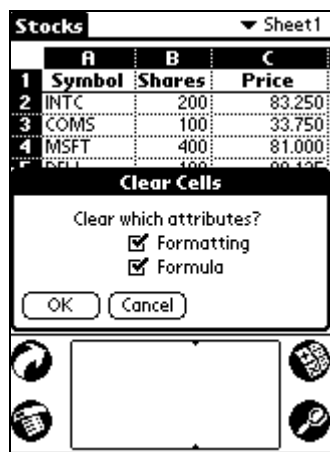 Stocks Sheet1
A B C
1 Symbol Shares Price
2 INTC 200 83.250
3 COMS 100 33.750
4 MSFT 400 81.000
Clear Cells
Clear which attributes?
Formatting
Formula
OK Cancel